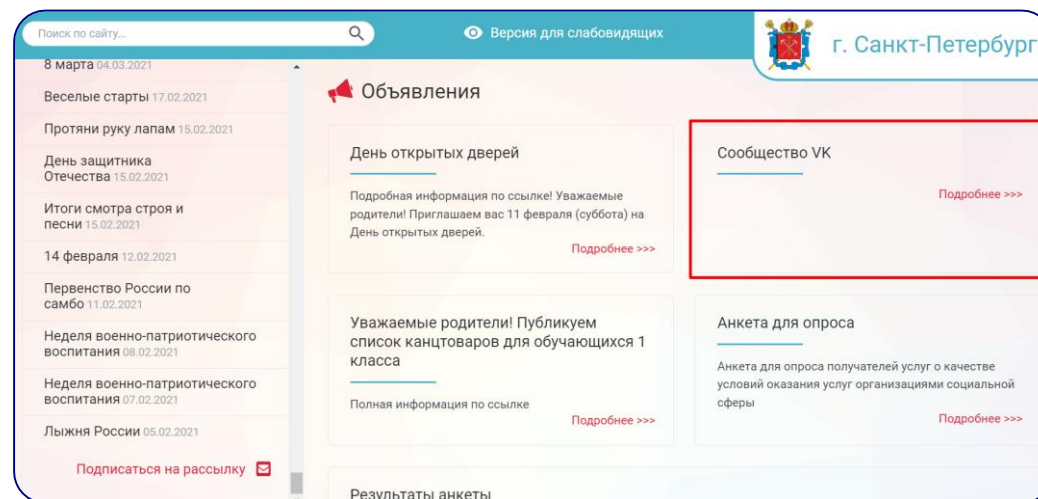 Поиск по сайту...
Версия для слабовидящих
г. Санкт-Петербург
8 марта 04.03.2021
Веселые старты 17.02.2021
Протяни руку лапам 15.02.2021
День защитника
Отечества 15.02.2021
Итоги смотра строя и
песни 15.02.2021
14 февраля 12.02.2021
Первенство России по
самбо 11.02.2021
Неделя военно-патриотического
воспитания 08.02.2021
Неделя военно-патриотического
воспитания 07.02.2021
Лыжня России 05.02.2021
Подписаться на рассылку
Объявления
День открытых дверей
Подробная информация по ссылке! Уважаемые
родители! Приглашаем вас 11 февраля (суббота) на
День открытых дверей.
Подробнее >>>
Сообщество VK
Подробнее >>>
Уважаемые родители! Публикуем
список канцтоваров для обучающихся 1
класса
Полная информация по ссылке
Подробнее >>>
Анкета для опроса
Анкета для опроса получателей услуг о качестве
условий оказания услуг организациями социальной
сферы
Подробнее >>>
Результаты анкеты